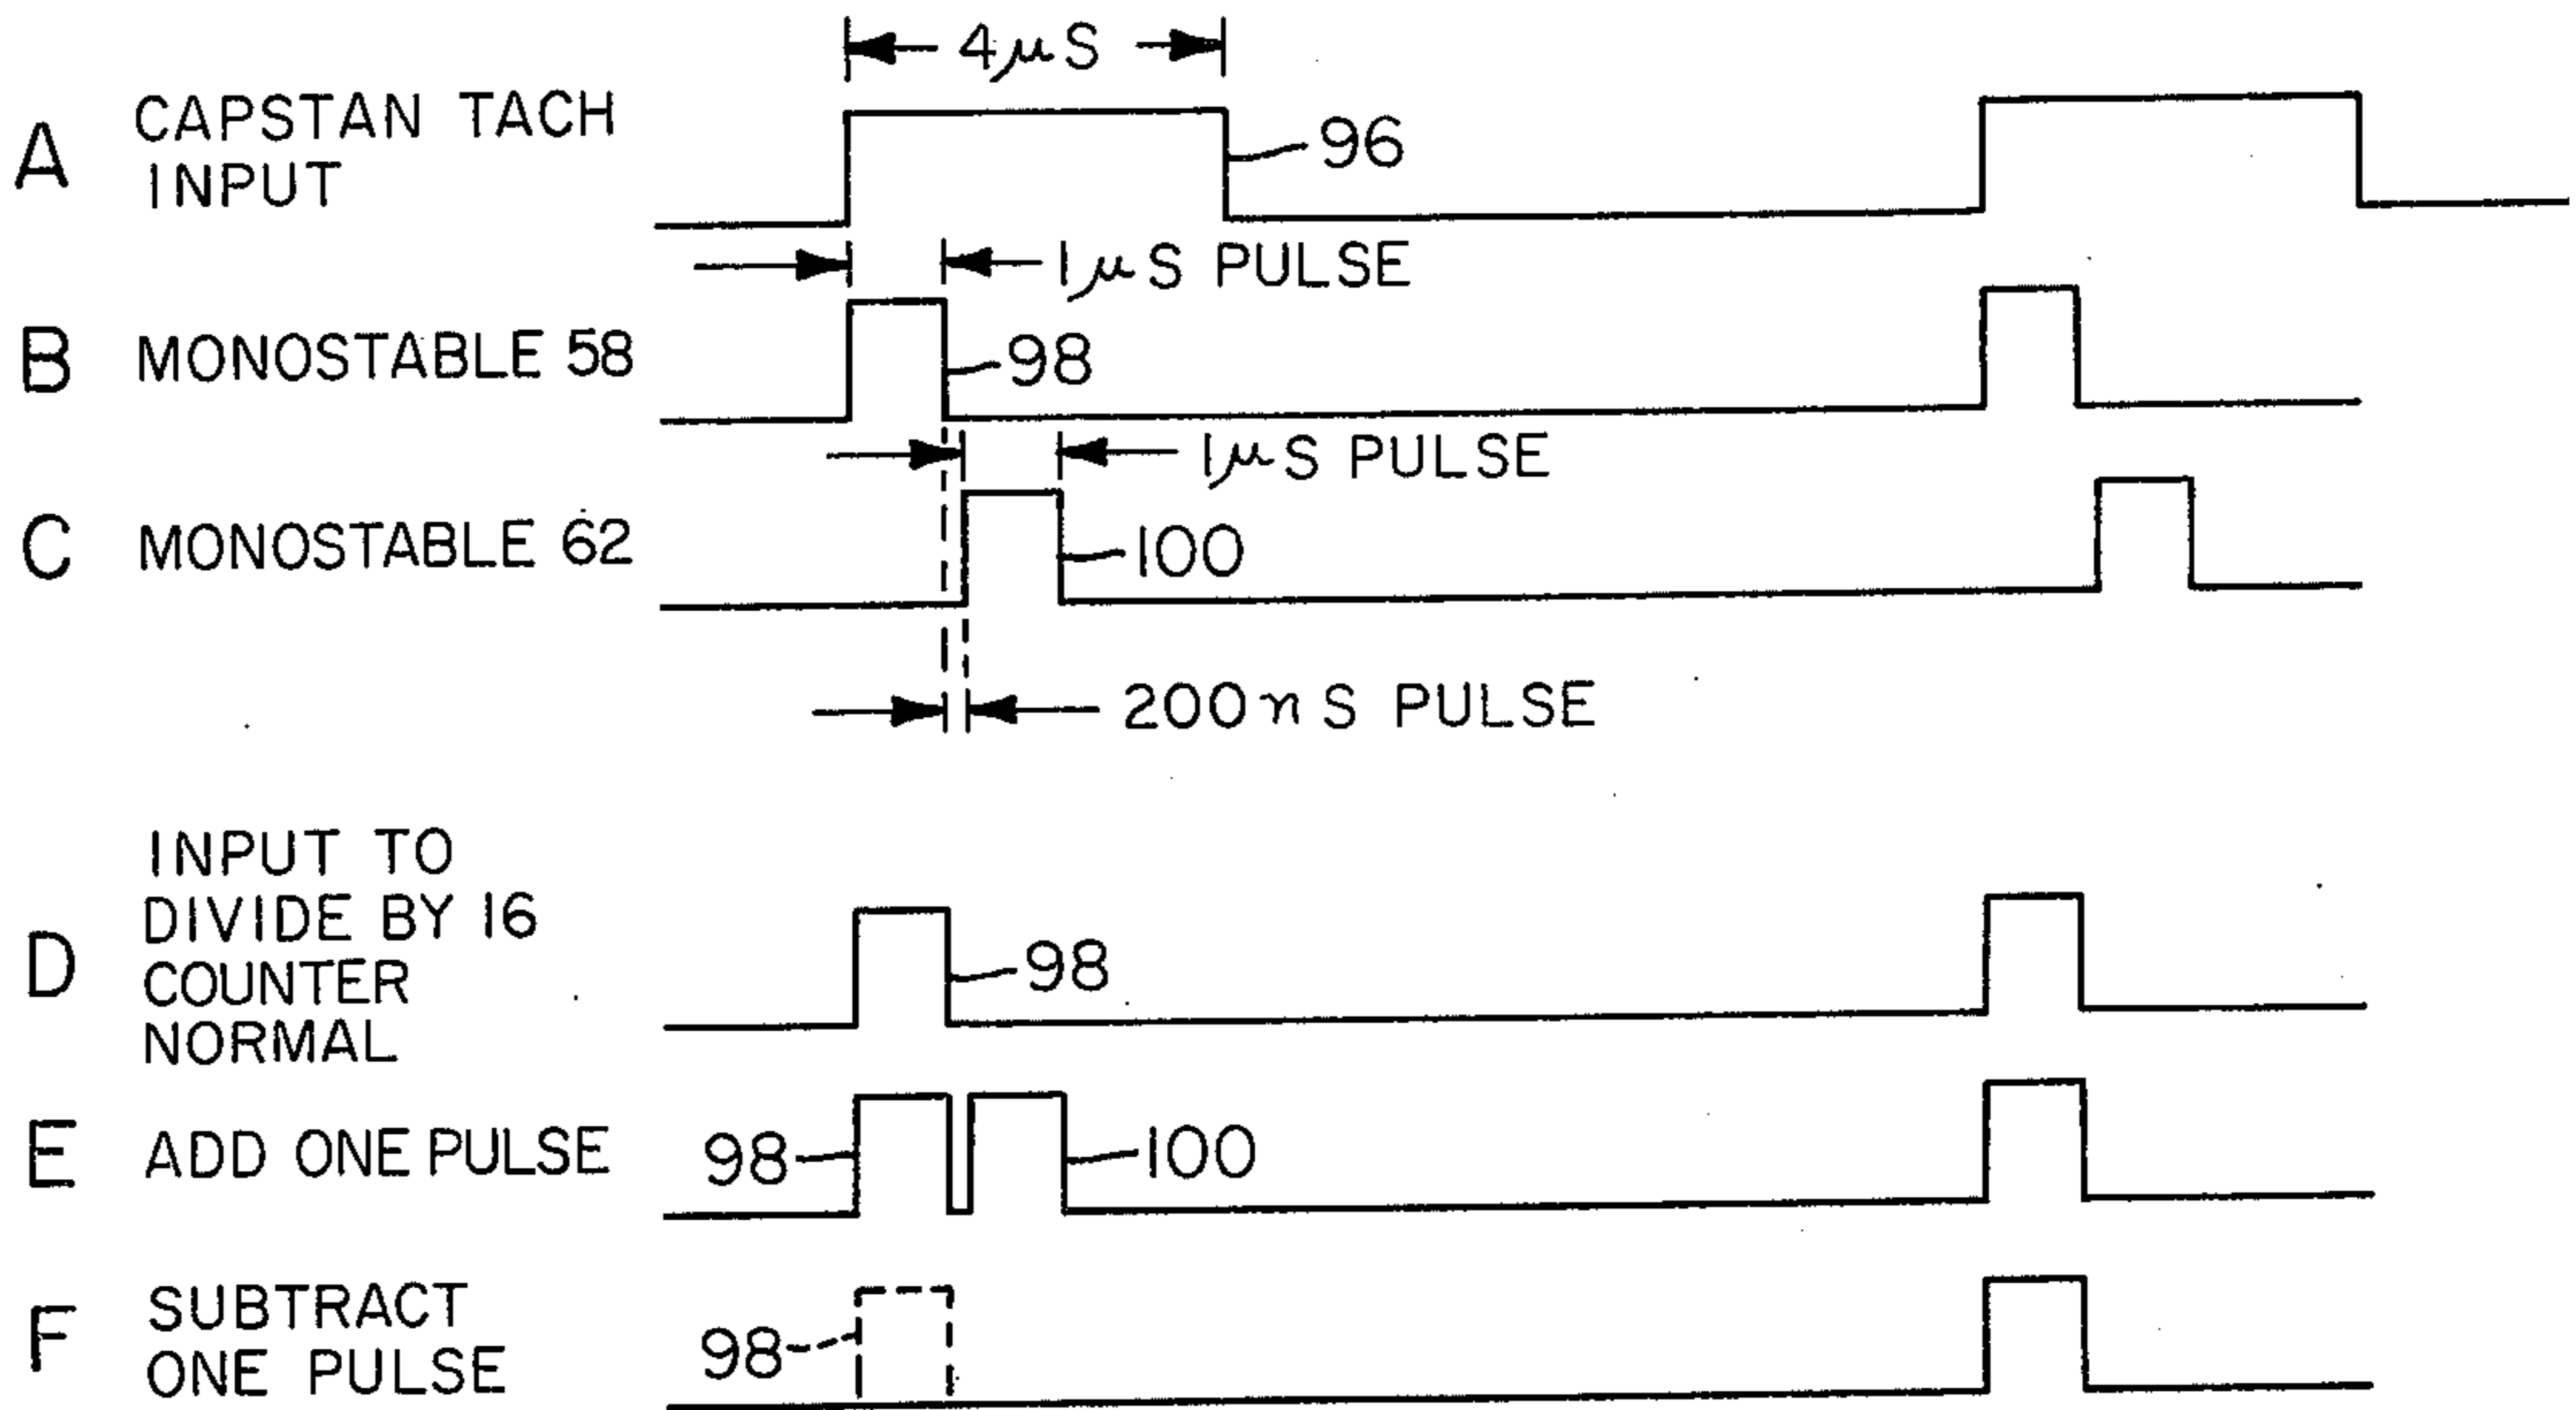 4μS
A CAPSTAN TACH
INPUT
96
1μS PULSE
B MONOSTABLE 58
98
1μS PULSE
C MONOSTABLE 62
100
200nS PULSE
INPUT TO
DIVIDE BY 16
D COUNTER
NORMAL
98
E ADD ONE PULSE
98
100
F SUBTRACT
ONE PULSE
98